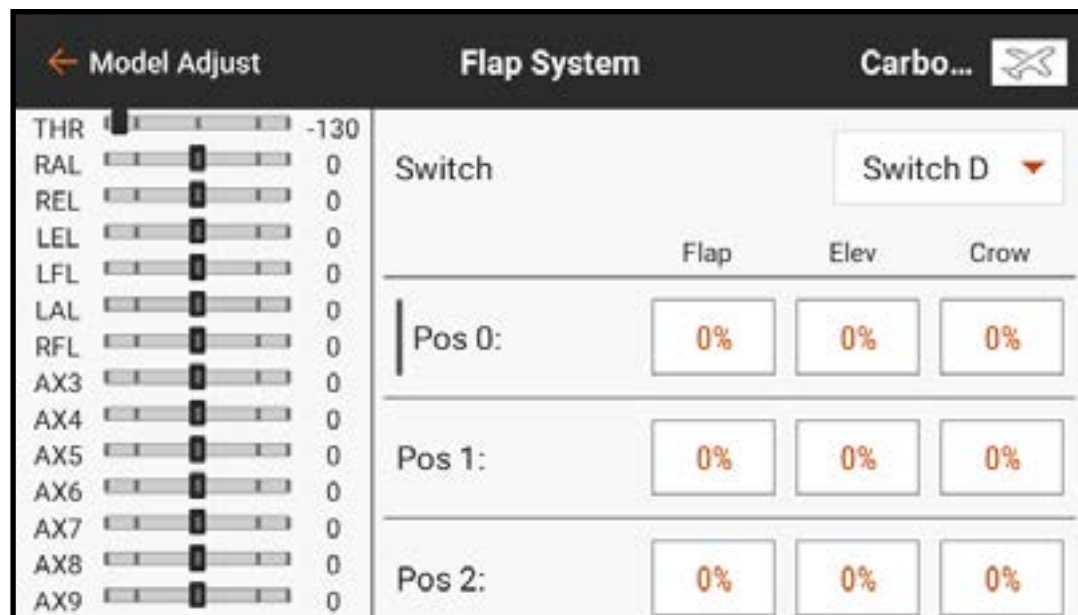 Model Adjust
Flap System
Carbo...
THR -130
RAL 0
REL 0
LEL 0
LFL 0
LAL 0
RFL 0
AX3 0
AX4 0
AX5 0
AX6 0
AX7 0
AX8 0
AX9 0
Switch
Switch D
Flap Elev Crow
Pos 0: 0% 0% 0%
Pos 1: 0% 0% 0%
Pos 2: 0% 0% 0%